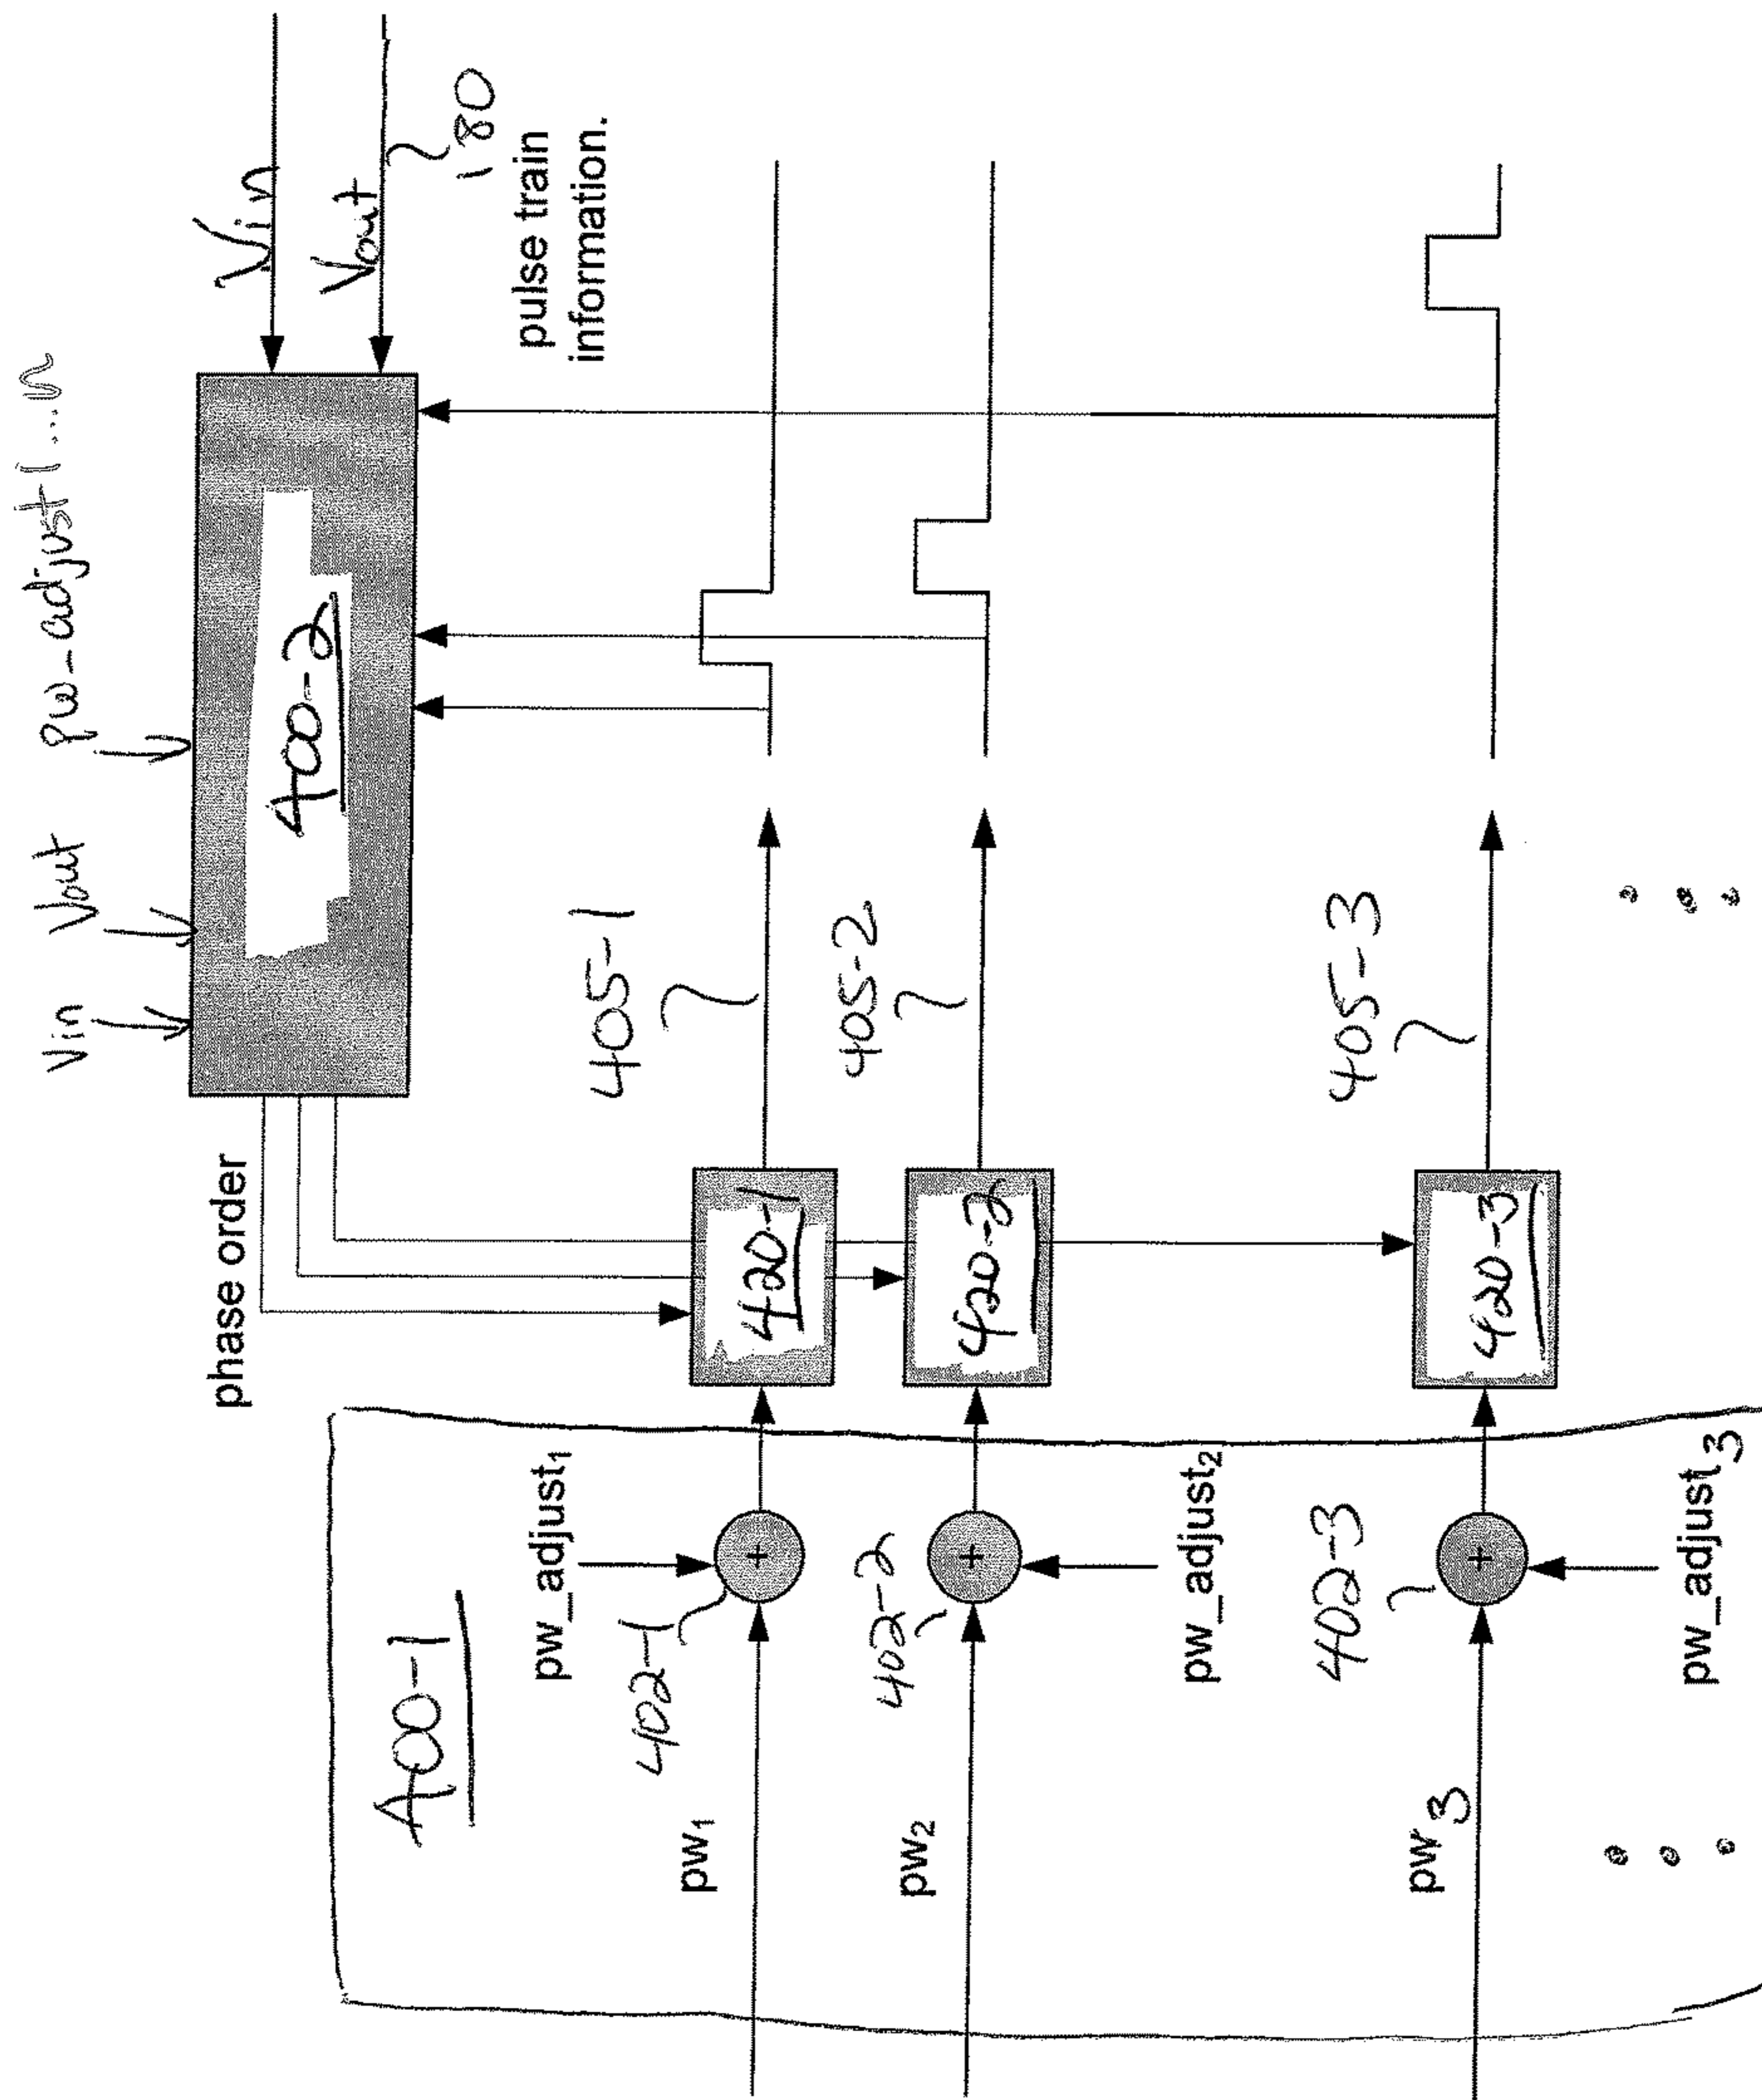 Vin
Vout
pw-adjust 1...n
Vin
Vout
180
400-2
phase order
pulse train
information.
400-1
pw_adjust₁
402-1
pw₁
420-1
405-1
402-2
pw₂
420-2
405-2
pw_adjust₂
402-3
pw₃
420-3
405-3
pw_adjust₃